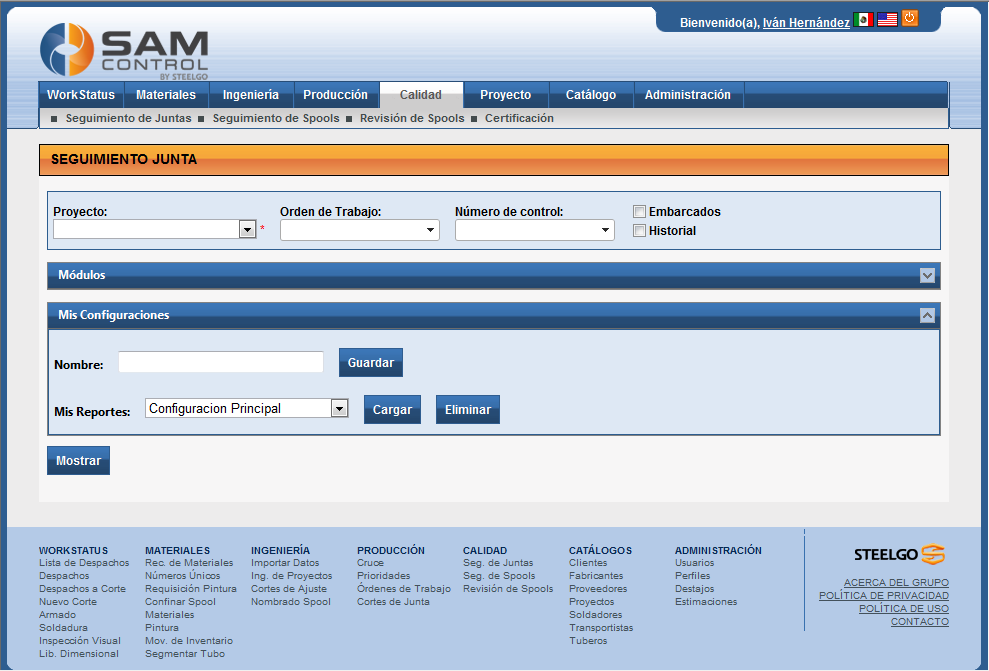 Bienvenido(a), Iván Hernández
SAM
CONTROL
BY STEELGO
WorkStatus Materiales Ingeniería Producción Calidad Proyecto Catálogo Administración
Seguimiento de Juntas Seguimiento de Spools Revisión de Spools Certificación
SEGUIMIENTO JUNTA
Proyecto: Orden de Trabajo: Número de control: Embarcados
* Historial
Módulos
Mis Configuraciones
Nombre: Guardar
Mis Reportes: Configuracion Principal Cargar Eliminar
Mostrar
WORKSTATUS
Lista de Despachos
Despachos
Despachos a Corte
Nuevo Corte
Armado
Soldadura
Inspección Visual
Lib. Dimensional
MATERIALES
Rec. de Materiales
Números Únicos
Requisición Pintura
Confinar Spool
Materiales
Pintura
Mov. de Inventario
Segmentar Tubo
INGENIERÍA
Importar Datos
Ing. de Proyectos
Cortes de Ajuste
Nombrado Spool
PRODUCCIÓN
Cruce
Prioridades
Órdenes de Trabajo
Cortes de Junta
CALIDAD
Seg. de Juntas
Seg. de Spools
Revisión de Spools
CATÁLOGOS
Clientes
Fabricantes
Proveedores
Proyectos
Soldadores
Transportistas
Tuberos
ADMINISTRACIÓN
Usuarios
Perfiles
Destajos
Estimaciones
STEELGO
ACERCA DEL GRUPO
POLÍTICA DE PRIVACIDAD
POLÍTICA DE USO
CONTACTO